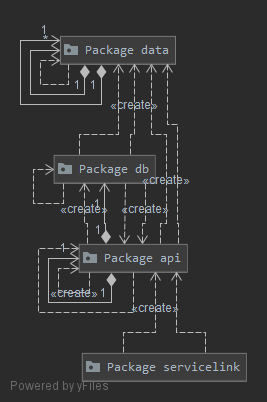 1
*
Package data
1
1
«create»
Package db
«create»
«create»
«create»
1
1
Package api
«create»
1
«create»
Package servicelink
Powered by yFiles